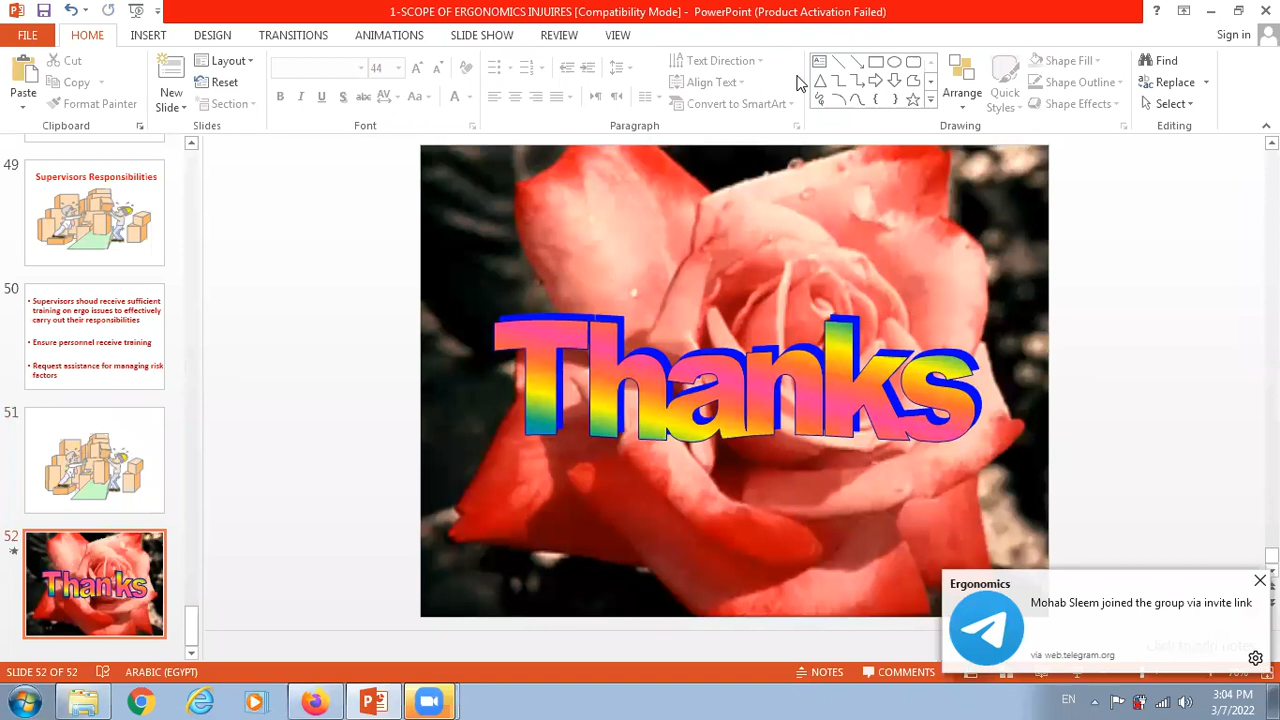 1-SCOPE OF ERGONOMICS INJUIRES [Compatibility Mode] - PowerPoint (Product Activation Failed)
FILE HOME INSERT DESIGN TRANSITIONS ANIMATIONS SLIDE SHOW REVIEW VIEW Sign in
Paste
Cut
Copy
Format Painter
Clipboard
New
Slide
Layout
Reset
Section
Slides
44
Font
Text Direction
Align Text
Convert to SmartArt
Paragraph
Arrange
Quick
Styles
Shape Fill
Shape Outline
Shape Effects
Drawing
Find
Replace
Select
Editing
49
Supervisors Responsibilities
50
• Supervisors shoud receive sufficient
training on ergo issues to effectively
carry out their responsibilities
• Ensure personnel receive training
• Request assistance for managing risk
factors
51
52
Thanks
Thanks
Ergonomics
Mohab Sleem joined the group via invite link
via web.telegram.org
Click to add notes
SLIDE 52 OF 52 ARABIC (EGYPT) NOTES COMMENTS
EN
3:04 PM
3/7/2022